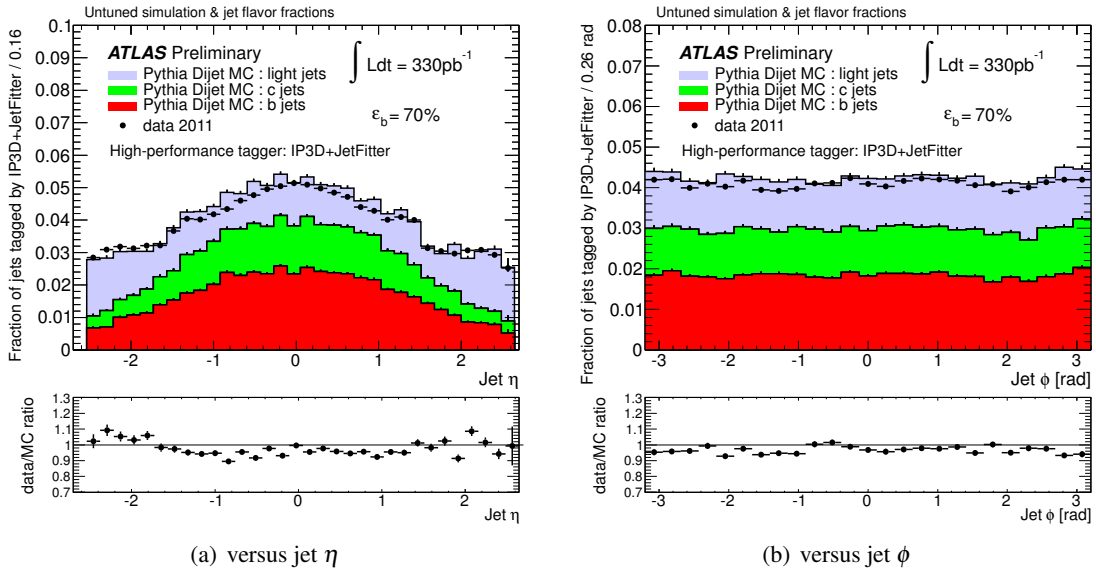 Untuned simulation & jet flavor fractions
Fraction of jets tagged by IP3D+JetFitter / 0.16
0.1
0.09
0.08
0.07
0.06
0.05
0.04
0.03
0.02
0.01
0
ATLAS Preliminary
∫ Ldt = 330pb⁻¹
Pythia Dijet MC : light jets
Pythia Dijet MC : c jets
Pythia Dijet MC : b jets
data 2011
ε_b = 70%
High-performance tagger: IP3D+JetFitter
-2 -1 0 1 2
Jet η
data/MC ratio
1.3
1.2
1.1
1
0.9
0.8
0.7
-2 -1 0 1 2
Jet η
(a) versus jet η
Untuned simulation & jet flavor fractions
Fraction of jets tagged by IP3D+JetFitter / 0.26 rad
0.08
0.07
0.06
0.05
0.04
0.03
0.02
0.01
0
ATLAS Preliminary
∫ Ldt = 330pb⁻¹
Pythia Dijet MC : light jets
Pythia Dijet MC : c jets
Pythia Dijet MC : b jets
data 2011
ε_b = 70%
High-performance tagger: IP3D+JetFitter
-3 -2 -1 0 1 2 3
Jet ϕ [rad]
data/MC ratio
1.3
1.2
1.1
1
0.9
0.8
0.7
-3 -2 -1 0 1 2 3
Jet ϕ [rad]
(b) versus jet ϕ